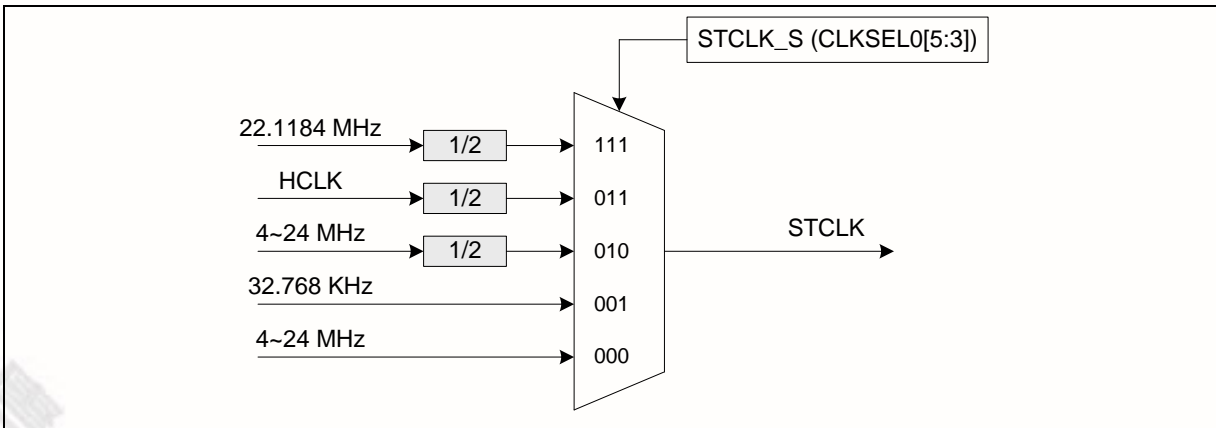 STCLK_S (CLKSEL0[5:3])
22.1184 MHz
1/2
111
HCLK
1/2
011
4~24 MHz
1/2
010
STCLK
32.768 KHz
001
4~24 MHz
000